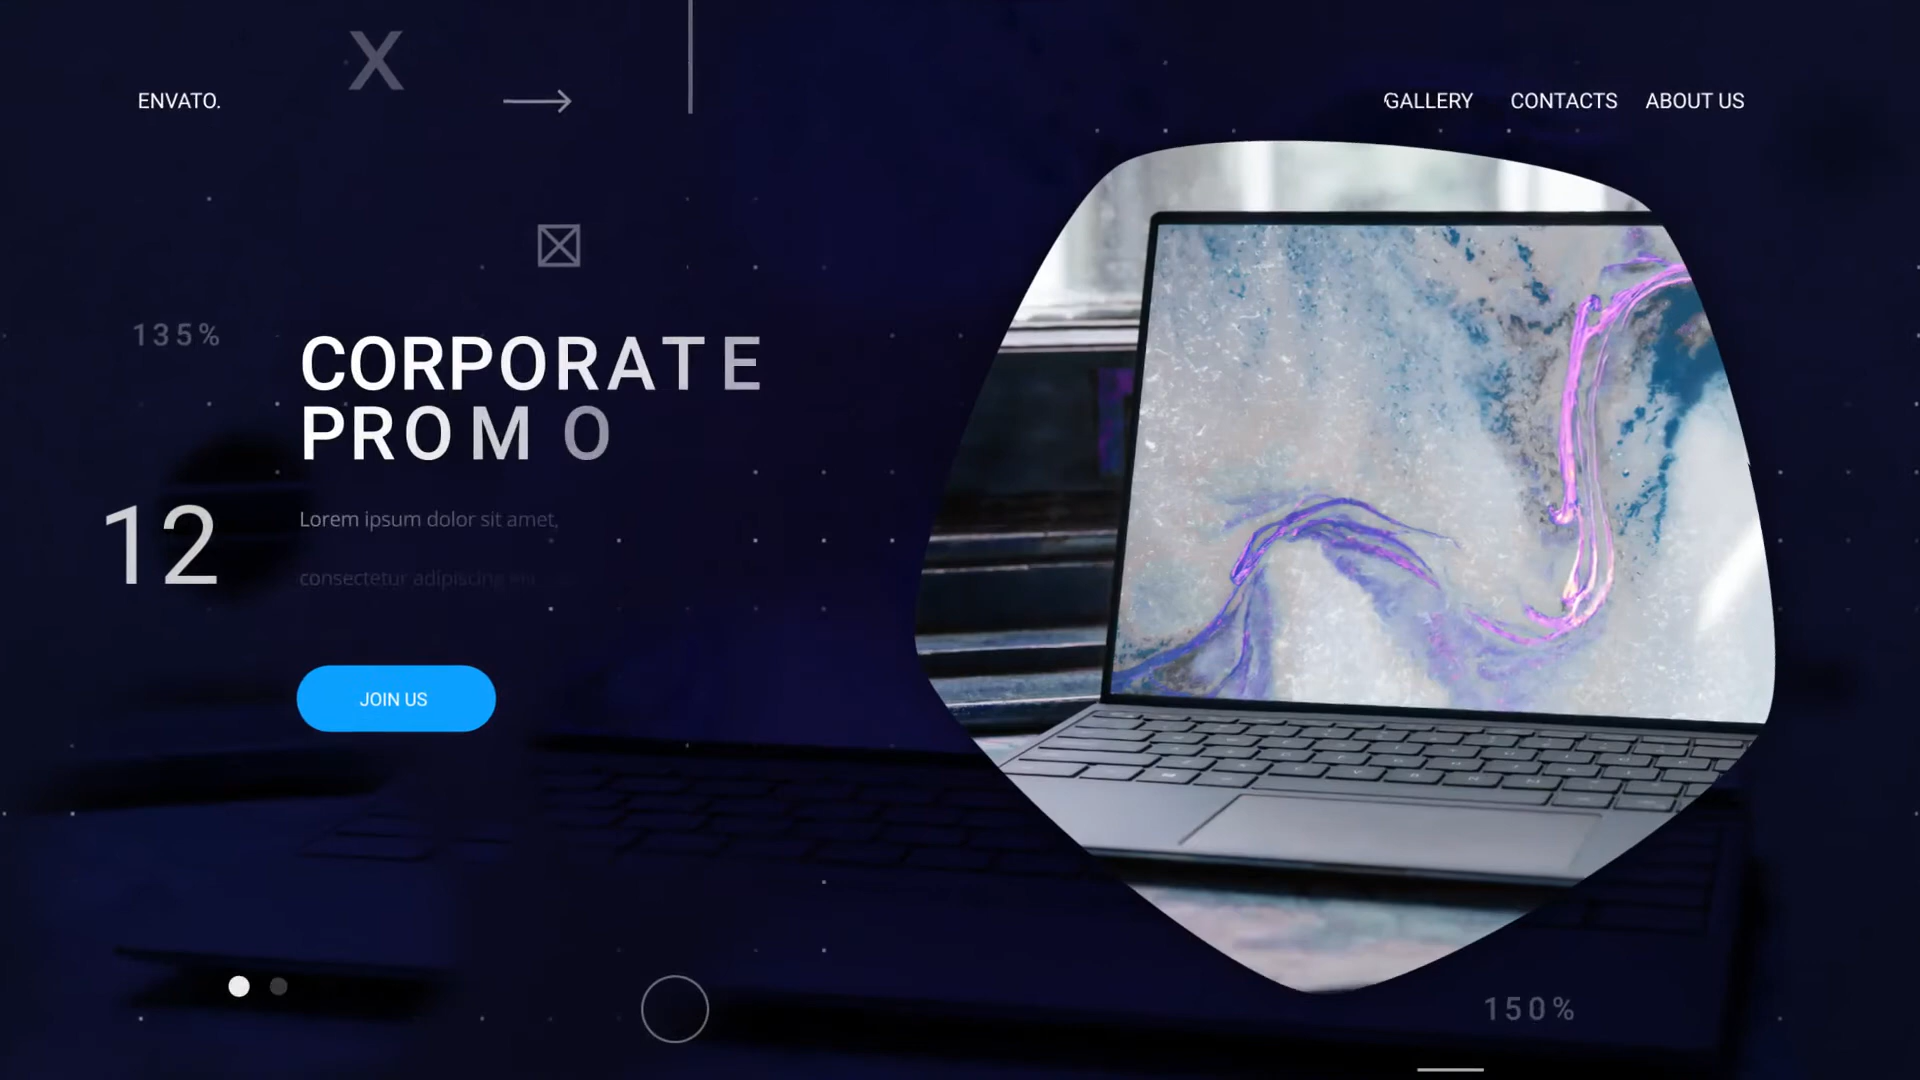 X
ENVATO.
GALLERY CONTACTS ABOUT US
135%
CORPORATE
PROMO
12
Lorem ipsum dolor sit amet,
consectetur adipiscing
JOIN US
150%